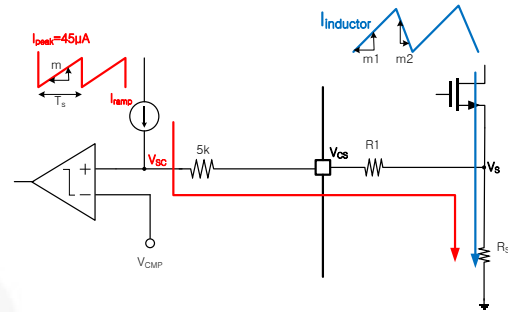 Iinductor
Ipeak=45µA
m
m1
m2
Ts
Iramp
5k
VCS
R1
VSC
VS
+
-
VCMP
RS